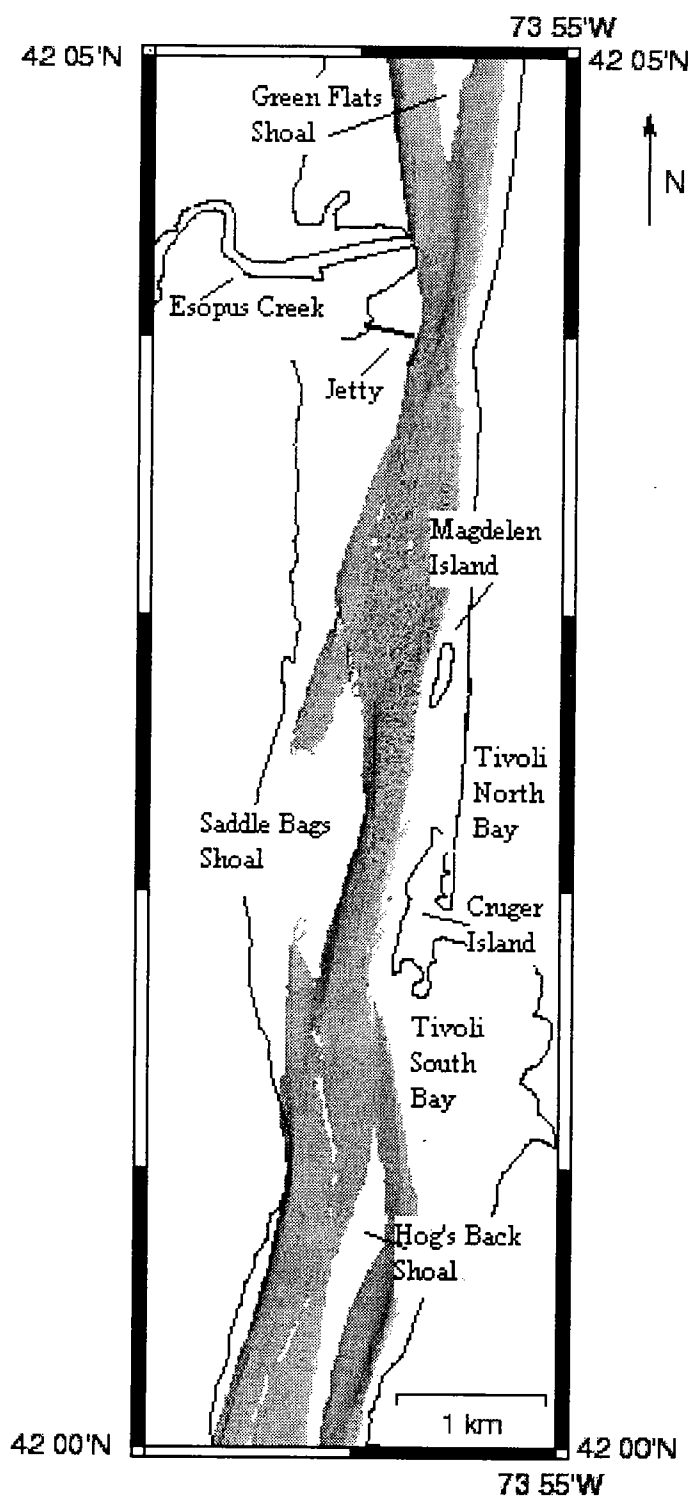 73 55'W
42 05'N
42 05'N
Green Flats
Shoal
N
Esopus Creek
Jetty
Magdelen
Island
Tivoli
North
Bay
Saddle Bags
Shoal
Cruger
Island
Tivoli
South
Bay
Hog's Back
Shoal
1 km
42 00'N
42 00'N
73 55'W